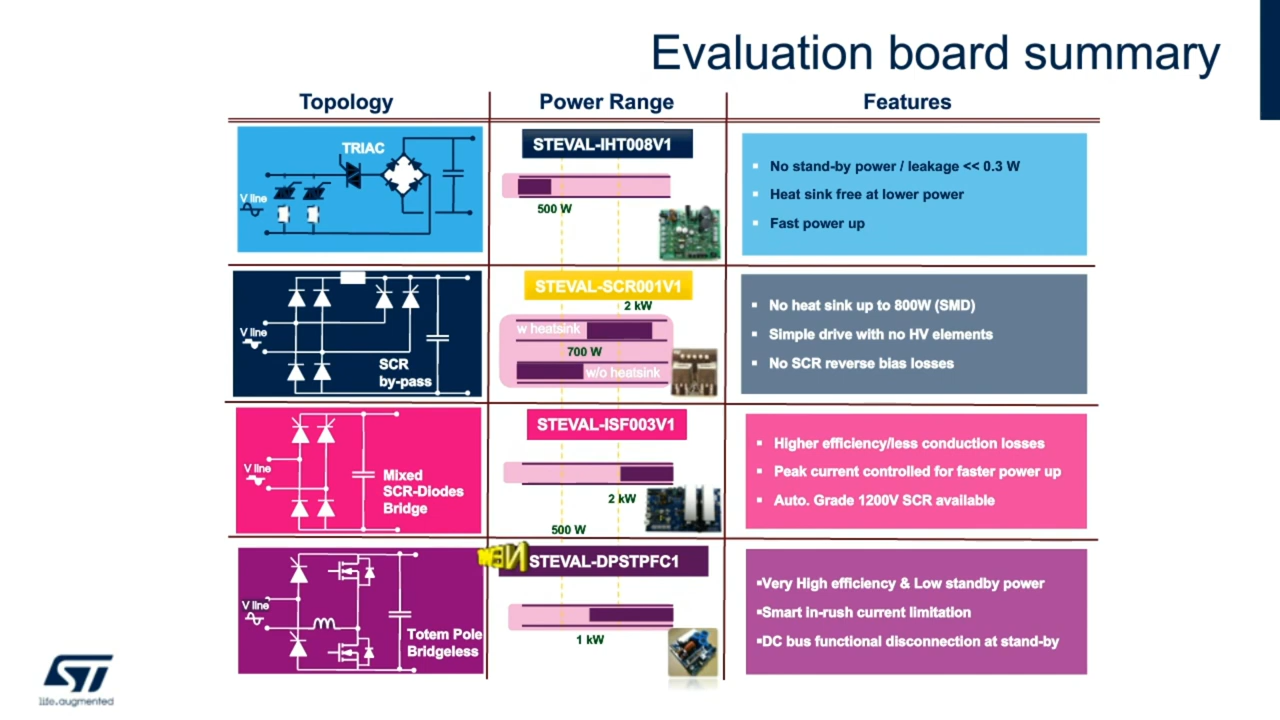 Evaluation board summary
Topology
Power Range
Features
TRIAC
V line
STEVAL-IHT008V1
500 W
▪ No stand-by power / leakage << 0.3 W
▪ Heat sink free at lower power
▪ Fast power up
V line
SCR
by-pass
STEVAL-SCR001V1
2 kW
w heatsink
700 W
w/o heatsink
▪ No heat sink up to 800W (SMD)
▪ Simple drive with no HV elements
▪ No SCR reverse bias losses
V line
Mixed
SCR-Diodes
Bridge
STEVAL-ISF003V1
2 kW
500 W
▪ Higher efficiency/less conduction losses
▪ Peak current controlled for faster power up
▪ Auto. Grade 1200V SCR available
V line
Totem Pole
Bridgeless
NEW
STEVAL-DPSTPFC1
1 kW
▪Very High efficiency & Low standby power
▪Smart in-rush current limitation
▪DC bus functional disconnection at stand-by
ST
life.augmented